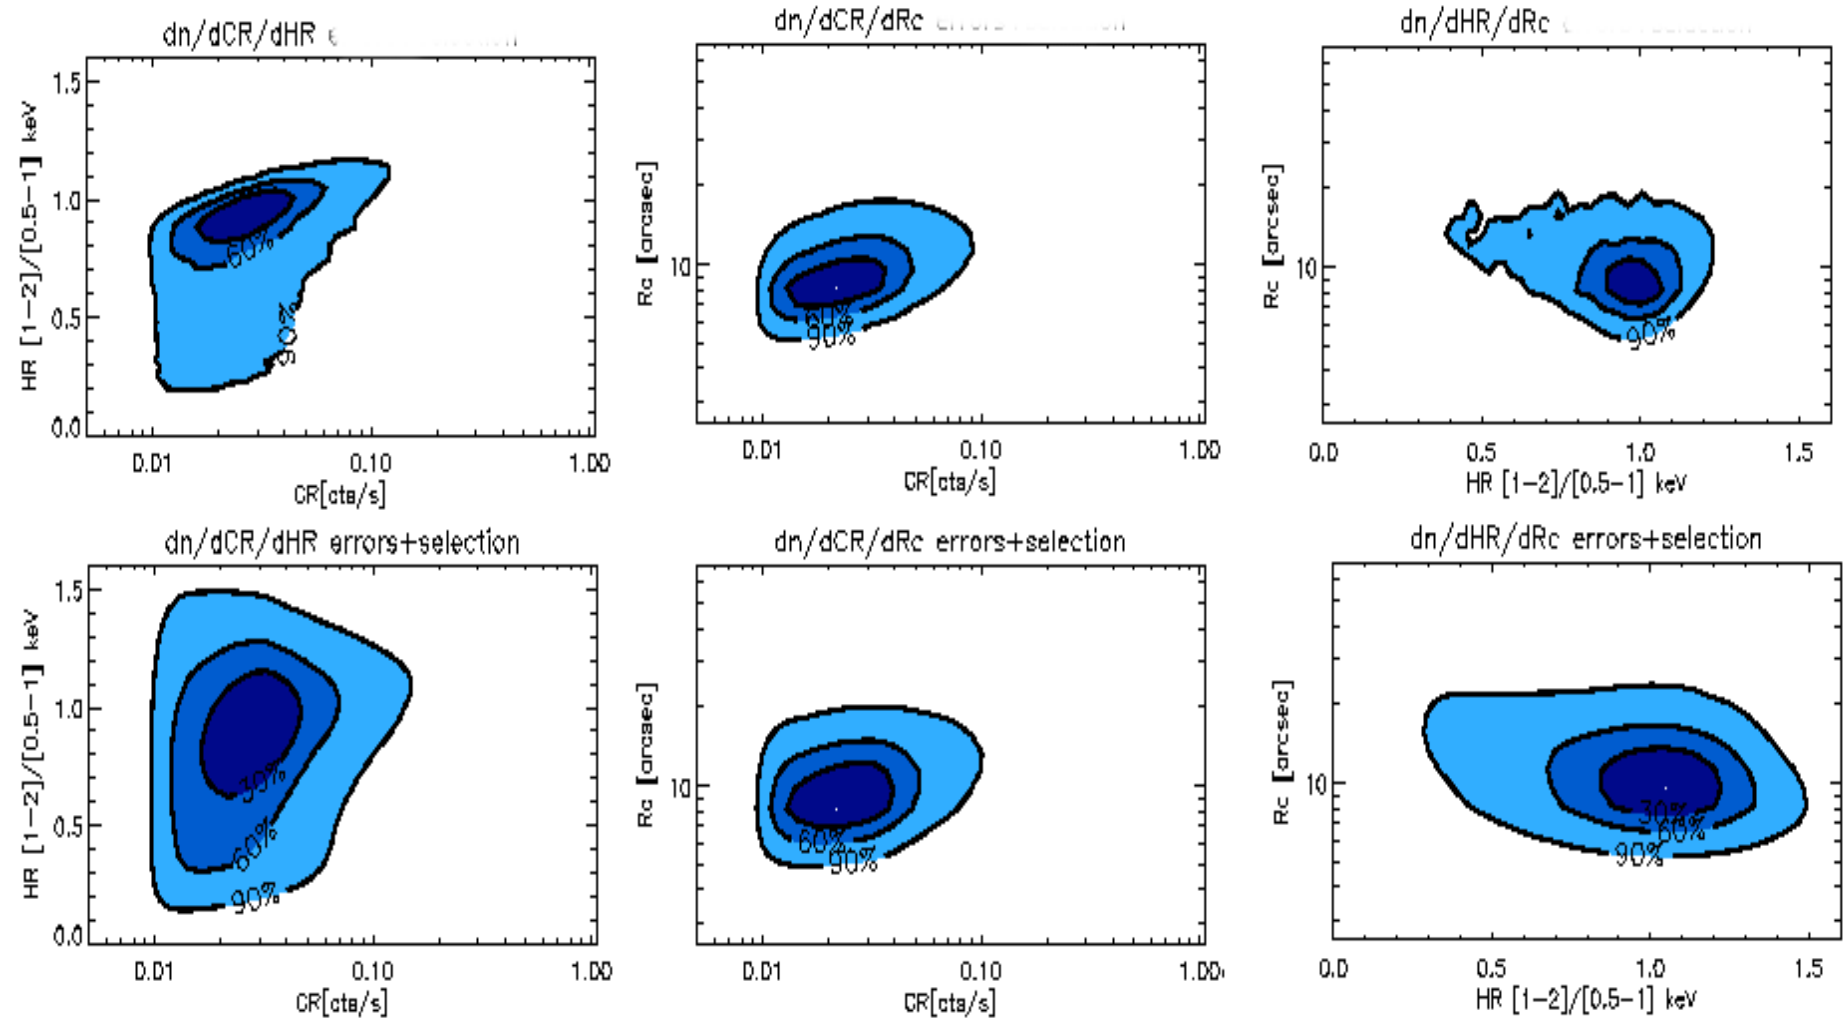 dn/dCR/dHR
dn/dCR/dRc errors+selection
dn/dHR/dRc
1.5
1.0
0.5
0.0
HR [1-2]/[0.5-1] keV
60%
90%
0.01 0.10 1.00
CR[cts/s]
10
Rc [arcsec]
60%
90%
0.01 0.10 1.00
CR[cts/s]
10
Rc [arcsec]
90%
0.0 0.5 1.0 1.5
HR [1-2]/[0.5-1] keV
dn/dCR/dHR errors+selection
dn/dCR/dRc errors+selection
dn/dHR/dRc errors+selection
1.5
1.0
0.5
0.0
HR [1-2]/[0.5-1] keV
30%
60%
90%
0.01 0.10 1.00
CR[cts/s]
10
Rc [arcsec]
60%
90%
0.01 0.10 1.00
CR[cts/s]
10
Rc [arcsec]
30%
60%
90%
0.0 0.5 1.0 1.5
HR [1-2]/[0.5-1] keV